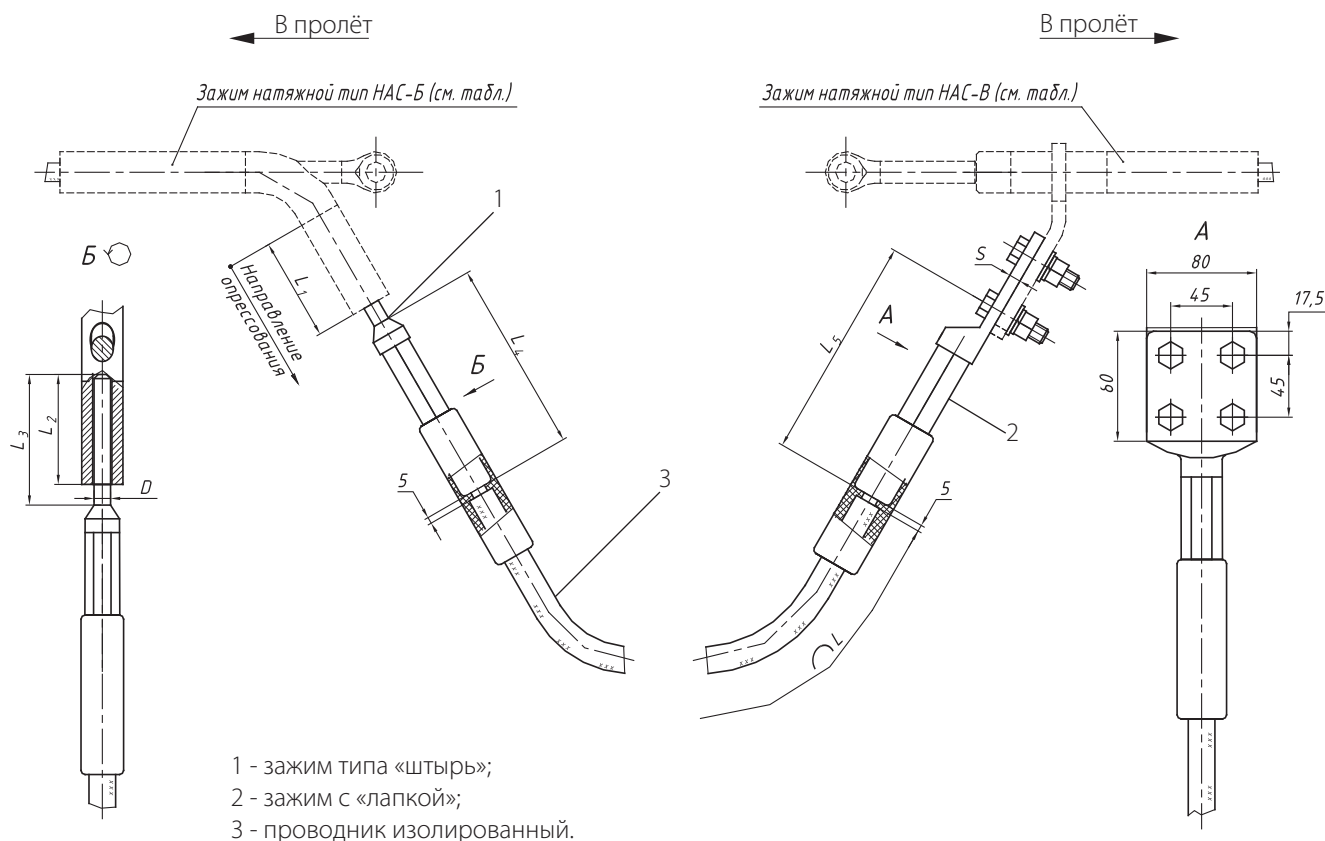 В пролёт
В пролёт
Зажим натяжной тип НАС-Б (см. табл.)
Зажим натяжной тип НАС-В (см. табл.)
1
А
80
Б
S
45
17,5
L1
Направление
опрессования
L4
А
L5
Б
60
45
L3
L2
2
D
5
3
5
xxx
L
1 - зажим типа «штырь»;
2 - зажим с «лапкой»;
3 - проводник изолированный.